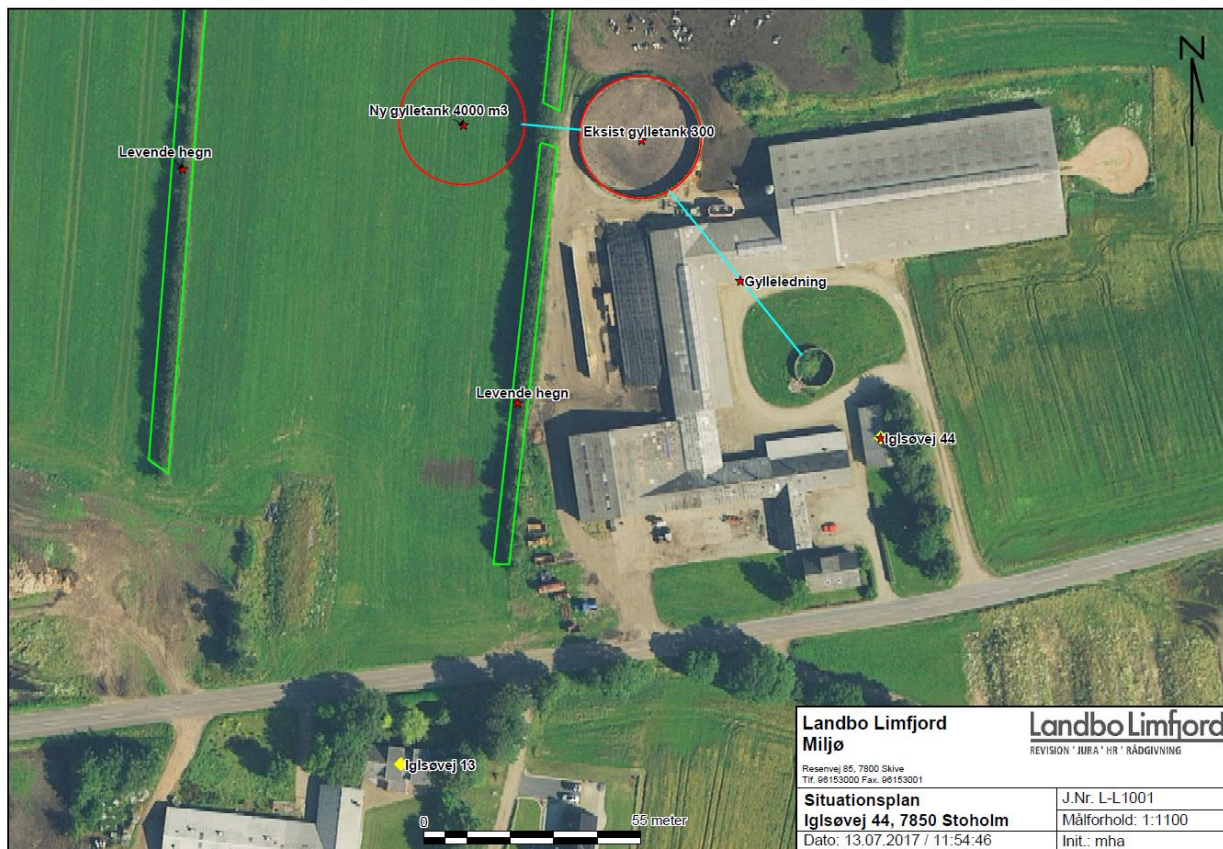 N
Ny gylletank 4000 m3
Eksist gylletank 300
Levende hegn
Gylleledning
Levende hegn
Iglsøvej 44
Iglsøvej 13
0
55 meter
Landbo Limfjord
Miljø
Resenvej 85, 7800 Skive
Tlf. 96153000 Fax. 96153001
Landbo Limfjord
REVISION ' JURA ' HR ' RÅDGIVNING
Situationsplan
Iglsøvej 44, 7850 Stoholm
Dato: 13.07.2017 / 11:54:46
J.Nr. L-L1001
Målforhold: 1:1100
Init.: mha